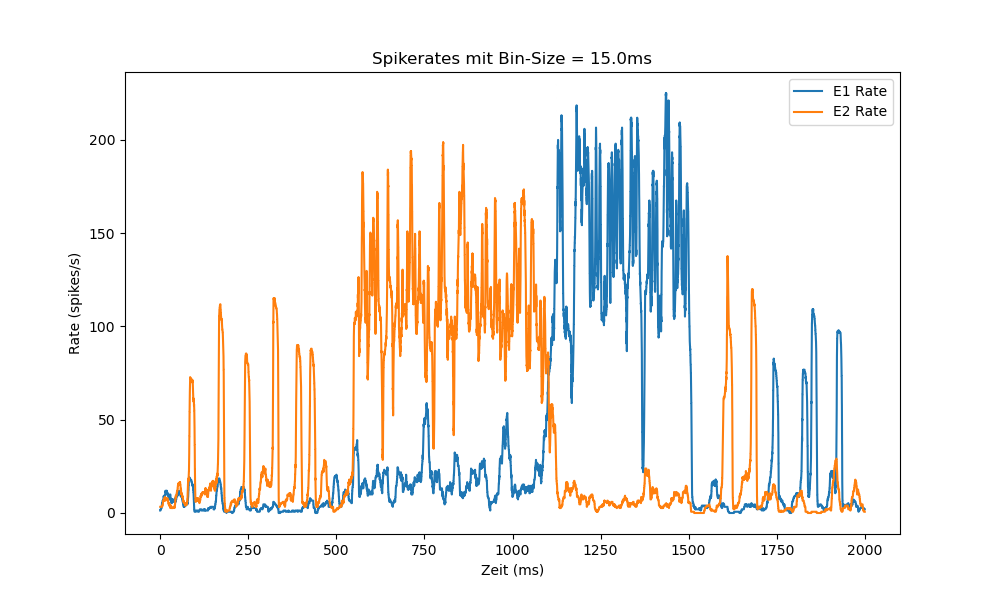 Spikerates mit Bin-Size = 15.0ms
E1 Rate
E2 Rate
Rate (spikes/s)
200
150
100
50
0
0 250 500 750 1000 1250 1500 1750 2000
Zeit (ms)